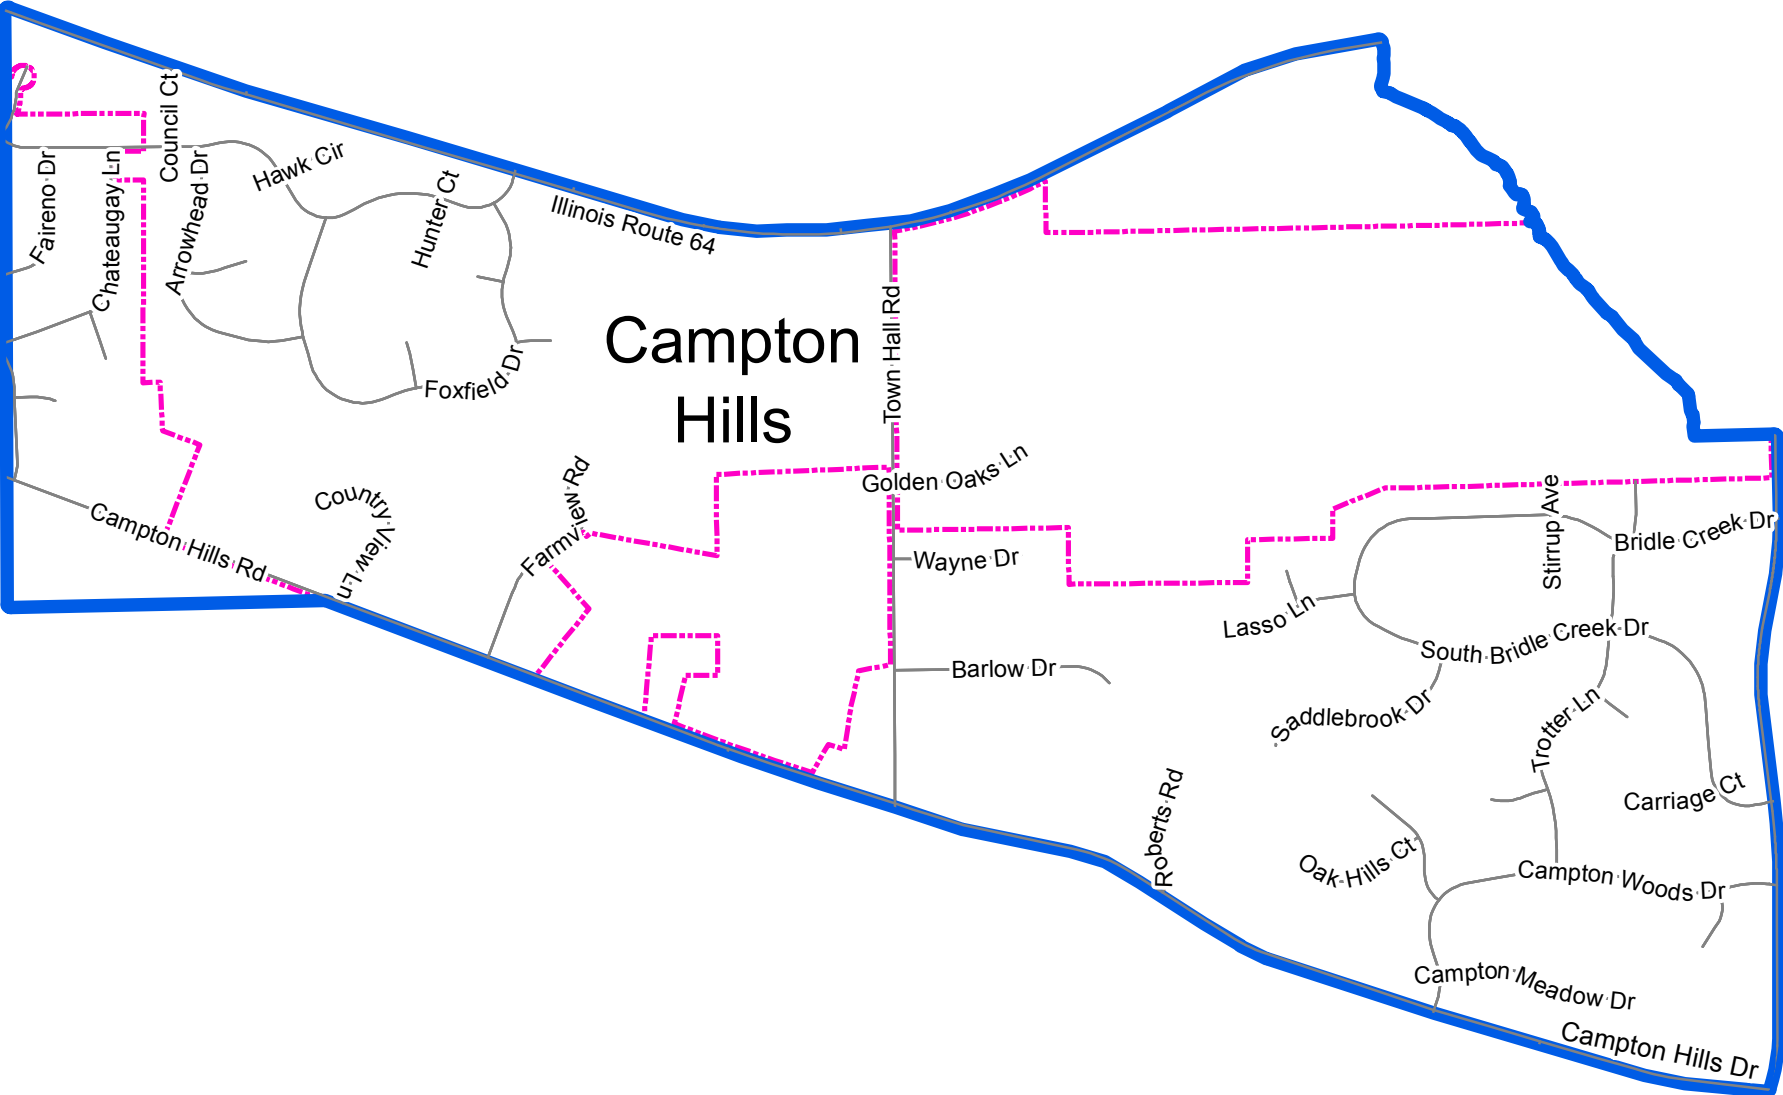 Council Ct
Faireno Dr
Chateaugay Ln
Arrowhead Dr
Hawk Cir
Hunter Ct
Illinois Route 64
Foxfield Dr
Campton
Hills
Town Hall Rd
Golden Oaks Ln
Country View Ln
Farmview Rd
Campton Hills Rd
Wayne Dr
Barlow Dr
Stirrup Ave
Bridle Creek Dr
Lasso Ln
South Bridle Creek Dr
Saddlebrook Dr
Trotter Ln
Roberts Rd
Carriage Ct
Oak Hills Ct
Campton Woods Dr
Campton Meadow Dr
Campton Hills Dr